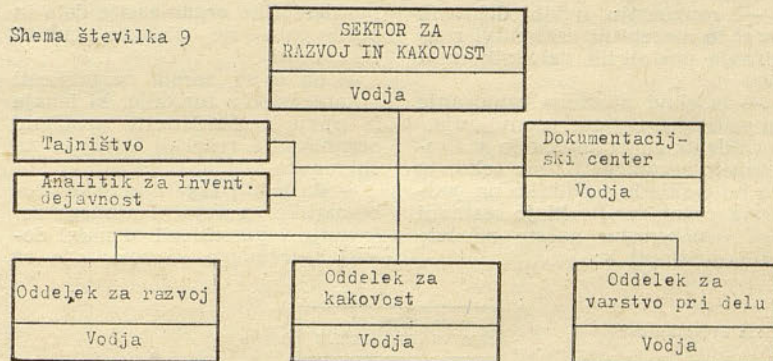 Shema številka 9
SEKTOR ZA
RAZVOJ IN KAKOVOST
Vodja
Tajništvo
Analitik za invent.
dejavnost
Dokumentacij-
ski center
Vodja
Oddelek za razvoj
Vodja
Oddelek za
kakovost
Vodja
Oddelek za
varstvo pri delu
Vodja